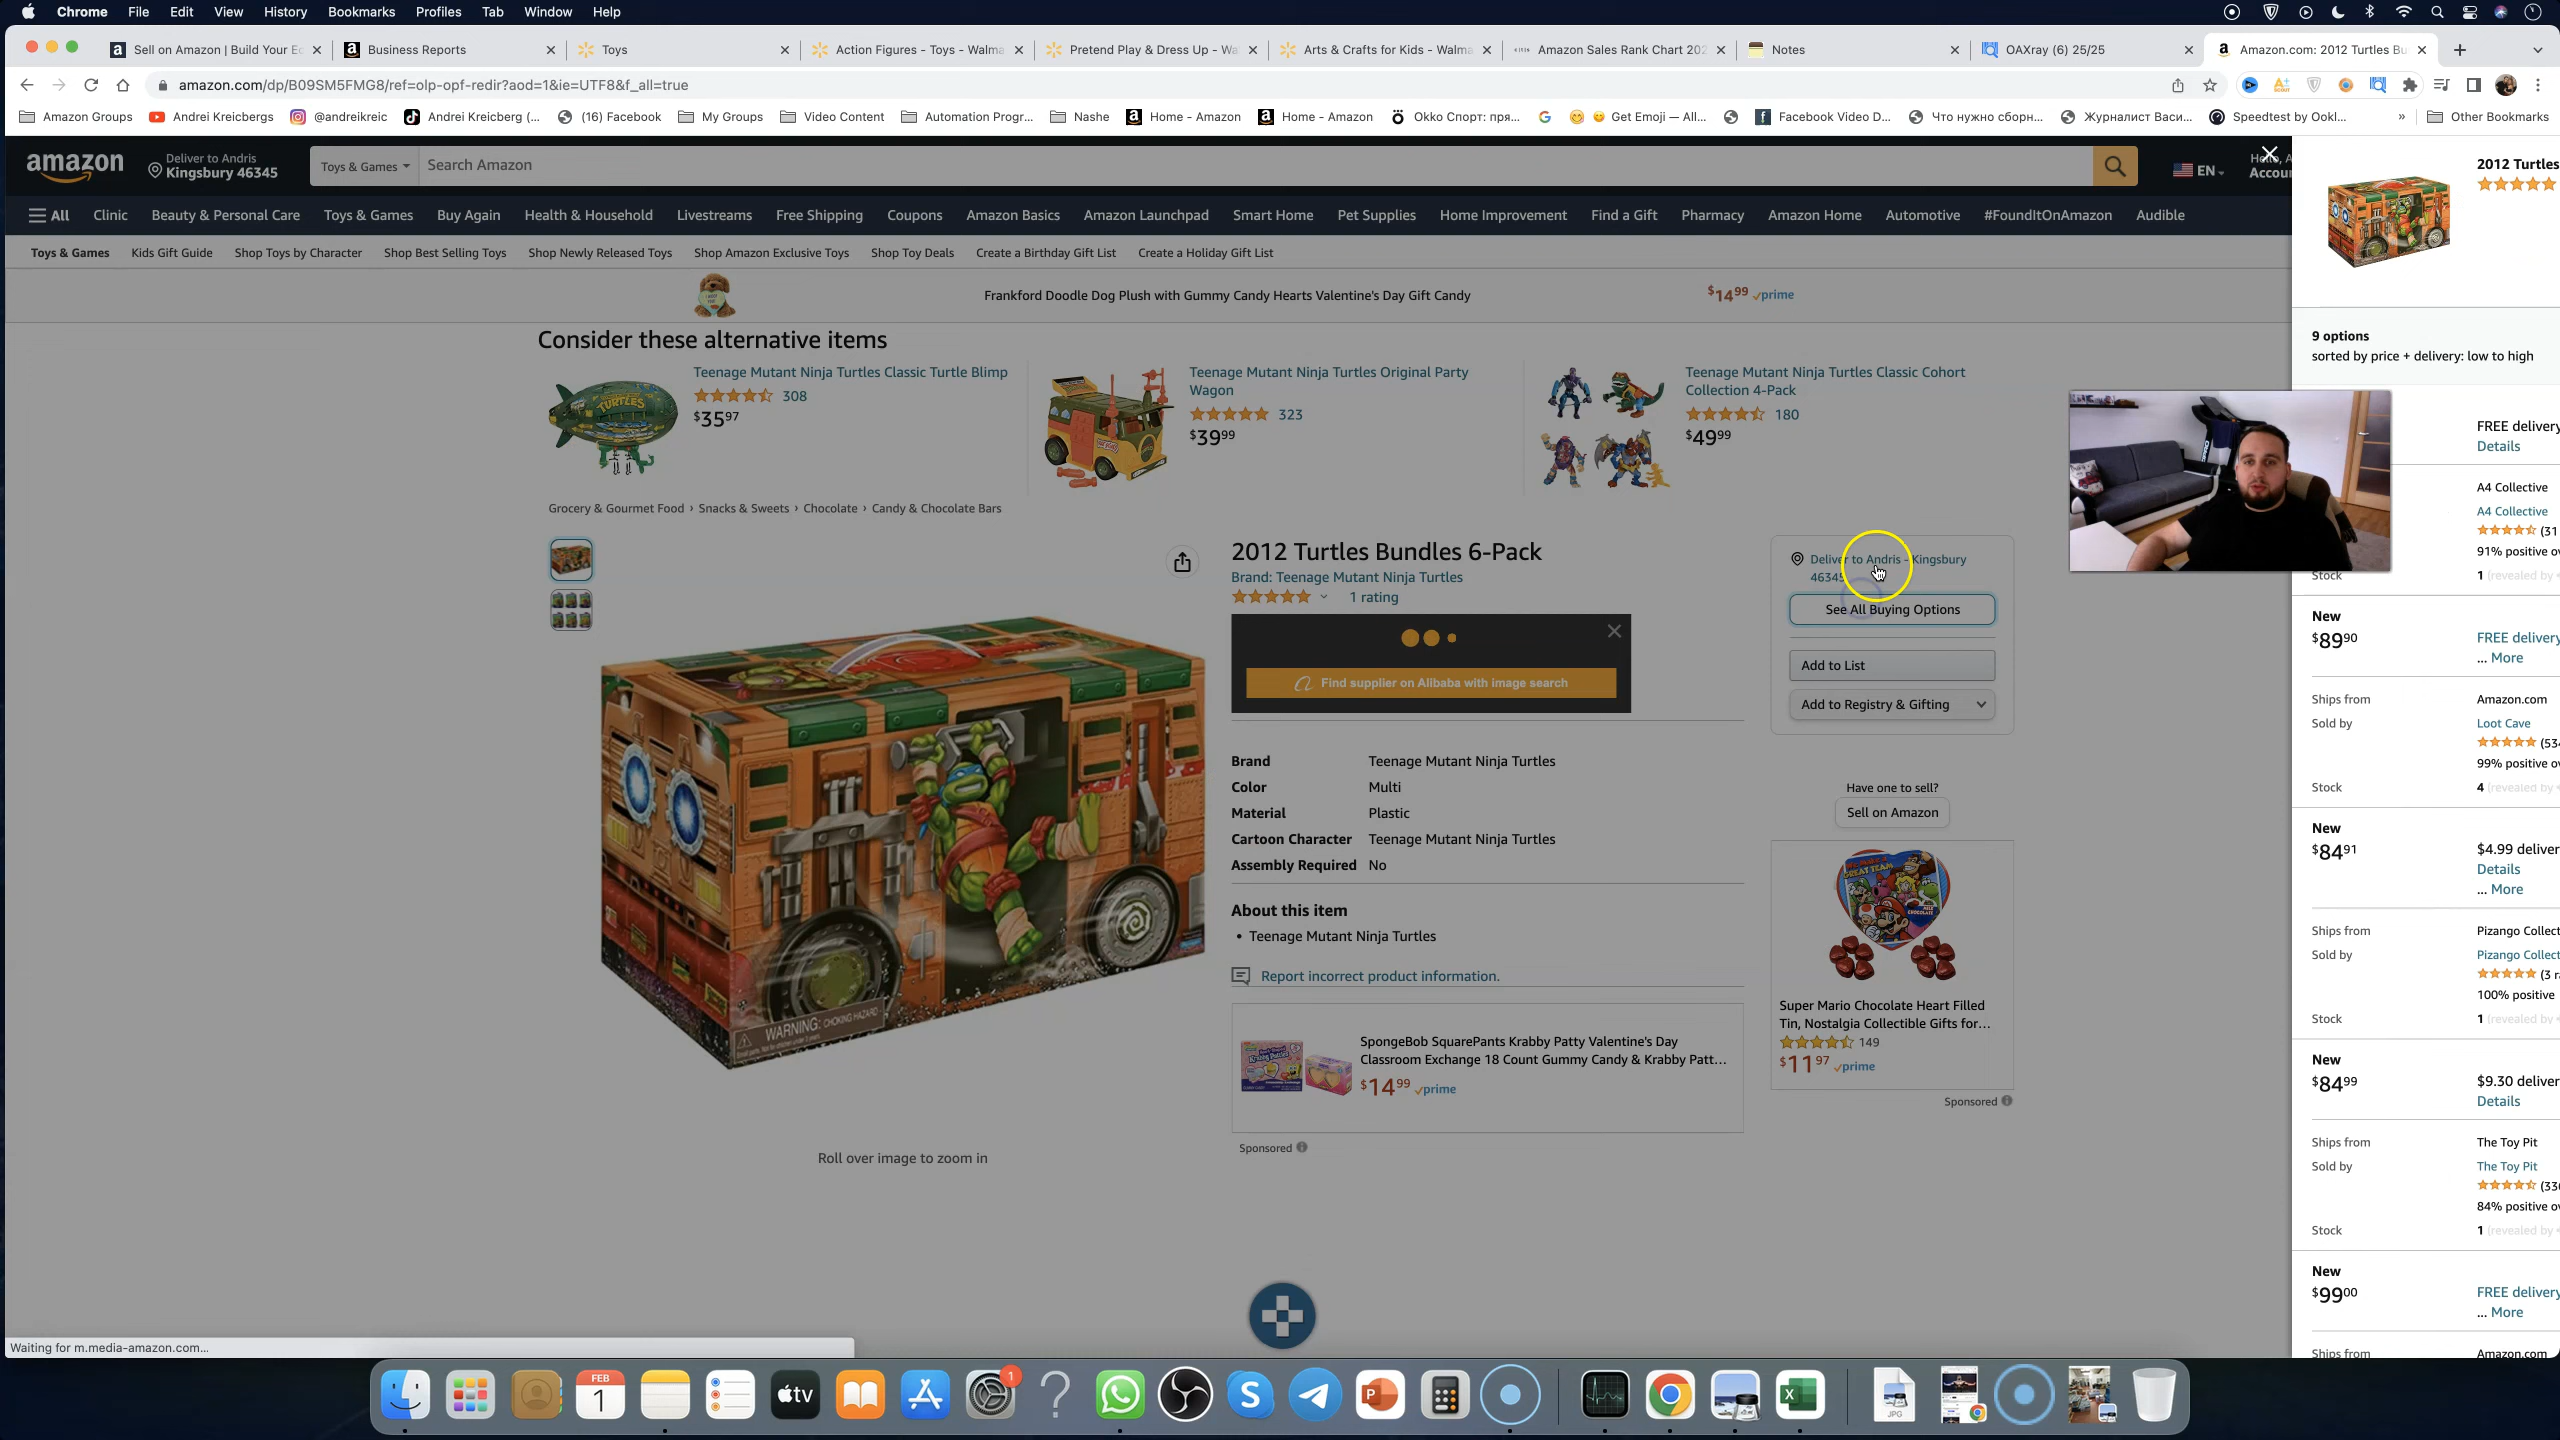 Chrome File Edit View History Bookmarks Profiles Tab Window Help
Sell on Amazon | Build Your Ec
Business Reports
Toys
Action Figures - Toys - Walma
Pretend Play & Dress Up - Wa
Arts & Crafts for Kids - Walma
Amazon Sales Rank Chart 202
Notes
OAXray (6) 25/25
Amazon.com: 2012 Turtles Bu
amazon.com/dp/B09SM5FMG8/ref=olp-opf-redir?aod=1&ie=UTF8&f_all=true
Amazon Groups
Andrei Kreicbergs
@andreikreic
Andrei Kreicberg (...
(16) Facebook
My Groups
Video Content
Automation Progr...
Nashe
Home - Amazon
Home - Amazon
Okko Спорт: пря...
Get Emoji — All...
Facebook Video D...
Что нужно сборн...
Журналист Васи...
Speedtest by Ookl...
»
Other Bookmarks
amazon
Deliver to Andris
Kingsbury 46345
Toys & Games
Search Amazon
EN
Hello, A
Accou
All Clinic Beauty & Personal Care Toys & Games Buy Again Health & Household Livestreams Free Shipping Coupons Amazon Basics Amazon Launchpad Smart Home Pet Supplies Home Improvement Find a Gift Pharmacy Amazon Home Automotive #FoundItOnAmazon Audible
Toys & Games Kids Gift Guide Shop Toys by Character Shop Best Selling Toys Shop Newly Released Toys Shop Amazon Exclusive Toys Shop Toy Deals Create a Birthday Gift List Create a Holiday Gift List
Frankford Doodle Dog Plush with Gummy Candy Hearts Valentine's Day Gift Candy
$14 99 prime
Consider these alternative items
Teenage Mutant Ninja Turtles Classic Turtle Blimp
308
$35 97
Teenage Mutant Ninja Turtles Original Party
Wagon
323
$39 99
Teenage Mutant Ninja Turtles Classic Cohort
Collection 4-Pack
180
$49 99
Grocery & Gourmet Food › Snacks & Sweets › Chocolate › Candy & Chocolate Bars
2012 Turtles Bundles 6-Pack
Brand: Teenage Mutant Ninja Turtles
1 rating
Find supplier on Alibaba with image search
Brand Teenage Mutant Ninja Turtles
Color Multi
Material Plastic
Cartoon Character Teenage Mutant Ninja Turtles
Assembly Required No
About this item
• Teenage Mutant Ninja Turtles
Report incorrect product information.
SpongeBob SquarePants Krabby Patty Valentine's Day
Classroom Exchange 18 Count Gummy Candy & Krabby Patt...
$14 99 prime
Sponsored
WARNING: CHOKING HAZARD
Roll over image to zoom in
Deliver to Andris - Kingsbury
46345
See All Buying Options
Add to List
Add to Registry & Gifting
Have one to sell?
Sell on Amazon
Super Mario Chocolate Heart Filled
Tin, Nostalgia Collectible Gifts for...
149
$11 97 prime
Sponsored
2012 Turtles
9 options
sorted by price + delivery: low to high
FREE delivery
Details
A4 Collective
A4 Collective
(31
91% positive o
Stock 1 (revealed by
New
$89 90
FREE delivery
... More
Ships from Amazon.com
Sold by Loot Cave
(53
99% positive o
Stock 4 (revealed by
New
$84 91
$4.99 deliver
Details
... More
Ships from Pizango Collect
Sold by Pizango Collect
(3 r
100% positive
Stock 1 (revealed by
New
$84 99
$9.30 deliver
Details
Ships from The Toy Pit
Sold by The Toy Pit
(33
84% positive o
Stock 1 (revealed by
New
$99 00
FREE delivery
... More
Ships from Amazon.com
Waiting for m.media-amazon.com...
FEB
1
tv
1
JPG